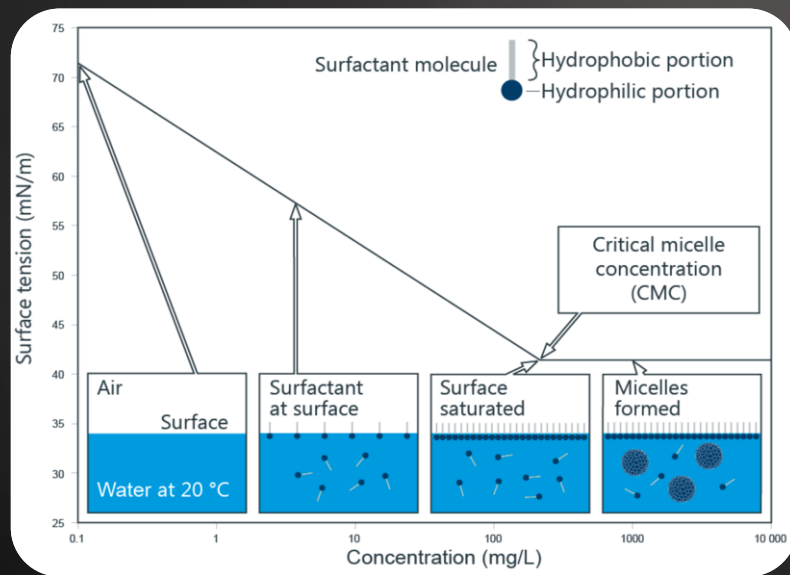 Surfactant molecule
Hydrophobic portion
Hydrophilic portion
Critical micelle
concentration
(CMC)
Surface tension (mN/m)
75
70
65
60
55
50
45
40
35
30
25
Air
Surface
Water at 20 °C
Surfactant
at surface
Surface
saturated
Micelles
formed
0.1
1
10
100
1000
10 000
Concentration (mg/L)